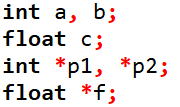 int a, b;
float c;
int *p1, *p2;
float *f;